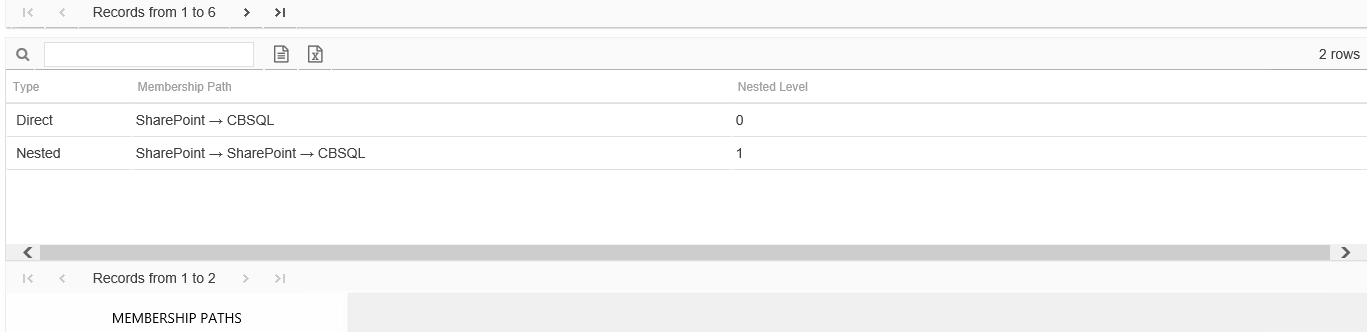 Records from 1 to 6
2 rows
Type Membership Path Nested Level
Direct SharePoint → CBSQL 0
Nested SharePoint → SharePoint → CBSQL 1
Records from 1 to 2
MEMBERSHIP PATHS